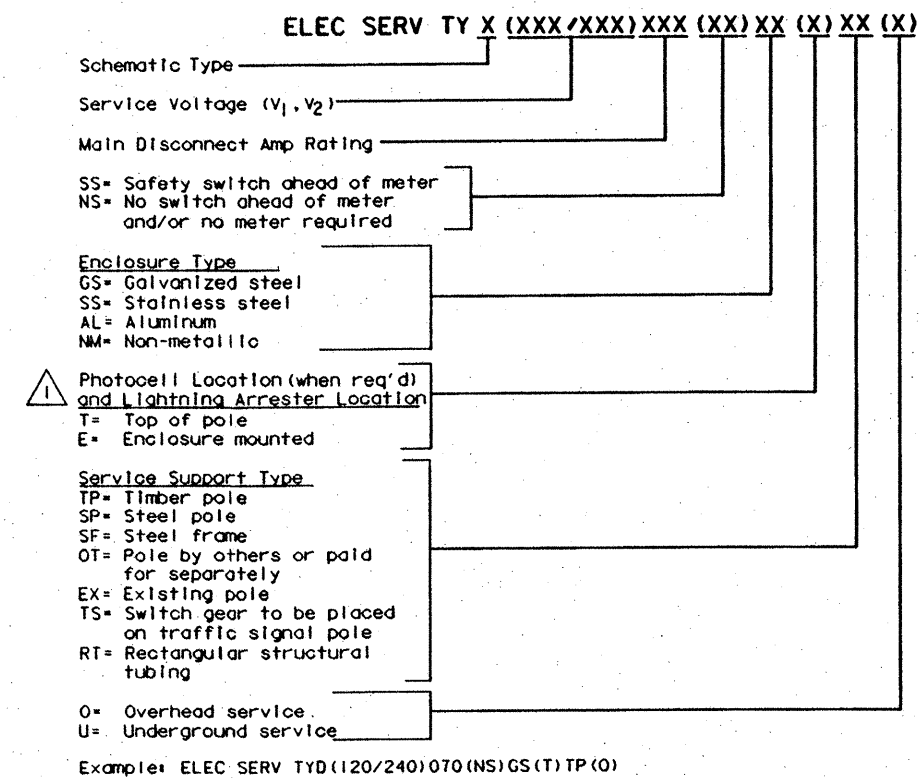 ELEC SERV TY X (XXX/XXX) XXX (XX) XX (X) XX (X)
Schematic Type
Service Voltage (V1, V2)
Main Disconnect Amp Rating
SS= Safety switch ahead of meter
NS= No switch ahead of meter
and/or no meter required
Enclosure Type
GS= Galvanized steel
SS= Stainless steel
AL= Aluminum
NM= Non-metallic
1
Photocell Location (when req'd)
and Lightning Arrester Location
T= Top of pole
E= Enclosure mounted
Service Support Type
TP= Timber pole
SP= Steel pole
SF= Steel frame
OT= Pole by others or paid
for separately
EX= Existing pole
TS= Switch gear to be placed
on traffic signal pole
RT= Rectangular structural
tubing
O= Overhead service
U= Underground service
Example: ELEC SERV TYD(120/240)070(NS)GS(T)TP(O)